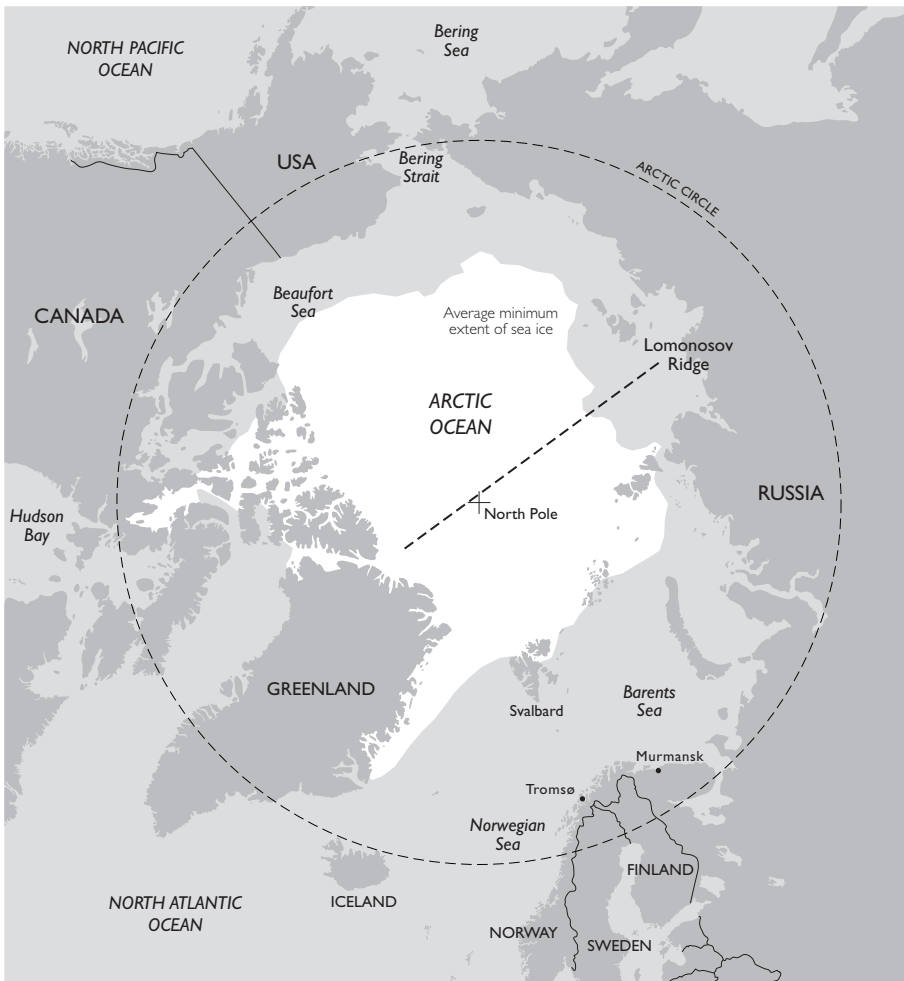 NORTH PACIFIC
OCEAN
Bering
Sea
USA
Bering
Strait
ARCTIC CIRCLE
CANADA
Beaufort
Sea
Average minimum
extent of sea ice
Lomonosov
Ridge
ARCTIC
OCEAN
RUSSIA
North Pole
Hudson
Bay
GREENLAND
Svalbard
Barents
Sea
Murmansk
Tromsø
Norwegian
Sea
FINLAND
NORTH ATLANTIC
OCEAN
ICELAND
NORWAY
SWEDEN